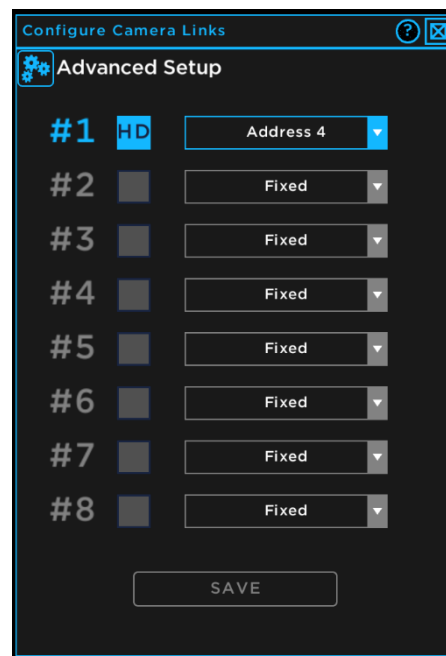 Configure Camera Links ?
Advanced Setup
#1 HD Address 4
#2 Fixed
#3 Fixed
#4 Fixed
#5 Fixed
#6 Fixed
#7 Fixed
#8 Fixed
SAVE